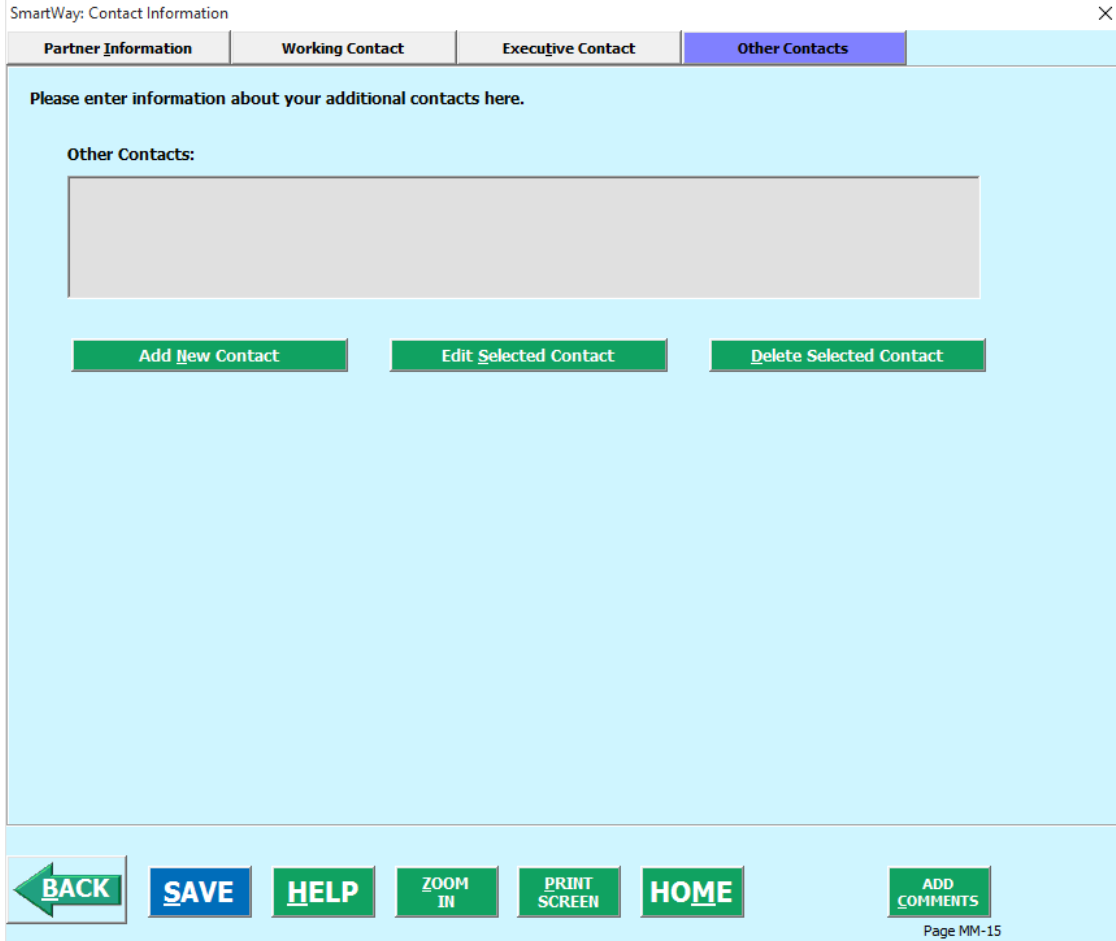 SmartWay: Contact Information
Partner Information
Working Contact
Executive Contact
Other Contacts
Please enter information about your additional contacts here.
Other Contacts:
Add New Contact
Edit Selected Contact
Delete Selected Contact
BACK
SAVE
HELP
ZOOM
IN
PRINT
SCREEN
HOME
ADD
COMMENTS
Page MM-15